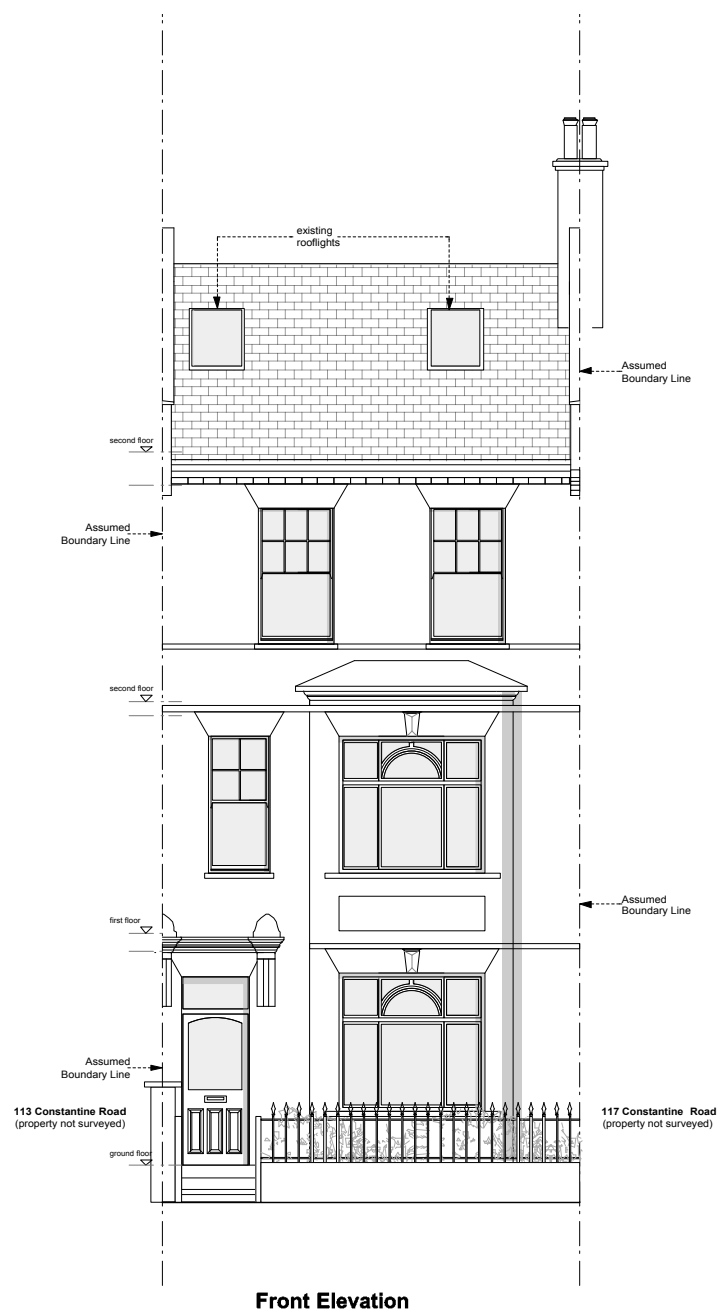 existing
rooflights
Assumed
Boundary Line
second floor
Assumed
Boundary Line
second floor
Assumed
Boundary Line
first floor
Assumed
Boundary Line
113 Constantine Road
(property not surveyed)
117 Constantine Road
(property not surveyed)
ground floor
Front Elevation